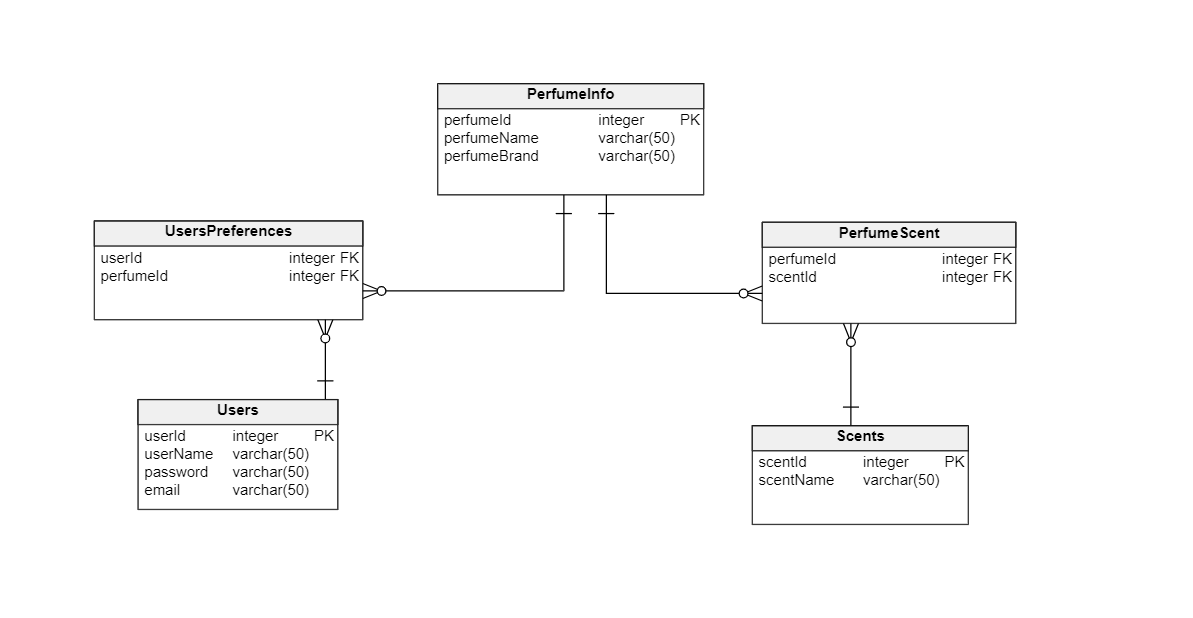 PerfumeInfo
perfumeId integer PK
perfumeName varchar(50)
perfumeBrand varchar(50)
UsersPreferences
userId integer FK
perfumeId integer FK
PerfumeScent
perfumeId integer FK
scentId integer FK
Users
userId integer PK
userName varchar(50)
password varchar(50)
email varchar(50)
Scents
scentId integer PK
scentName varchar(50)